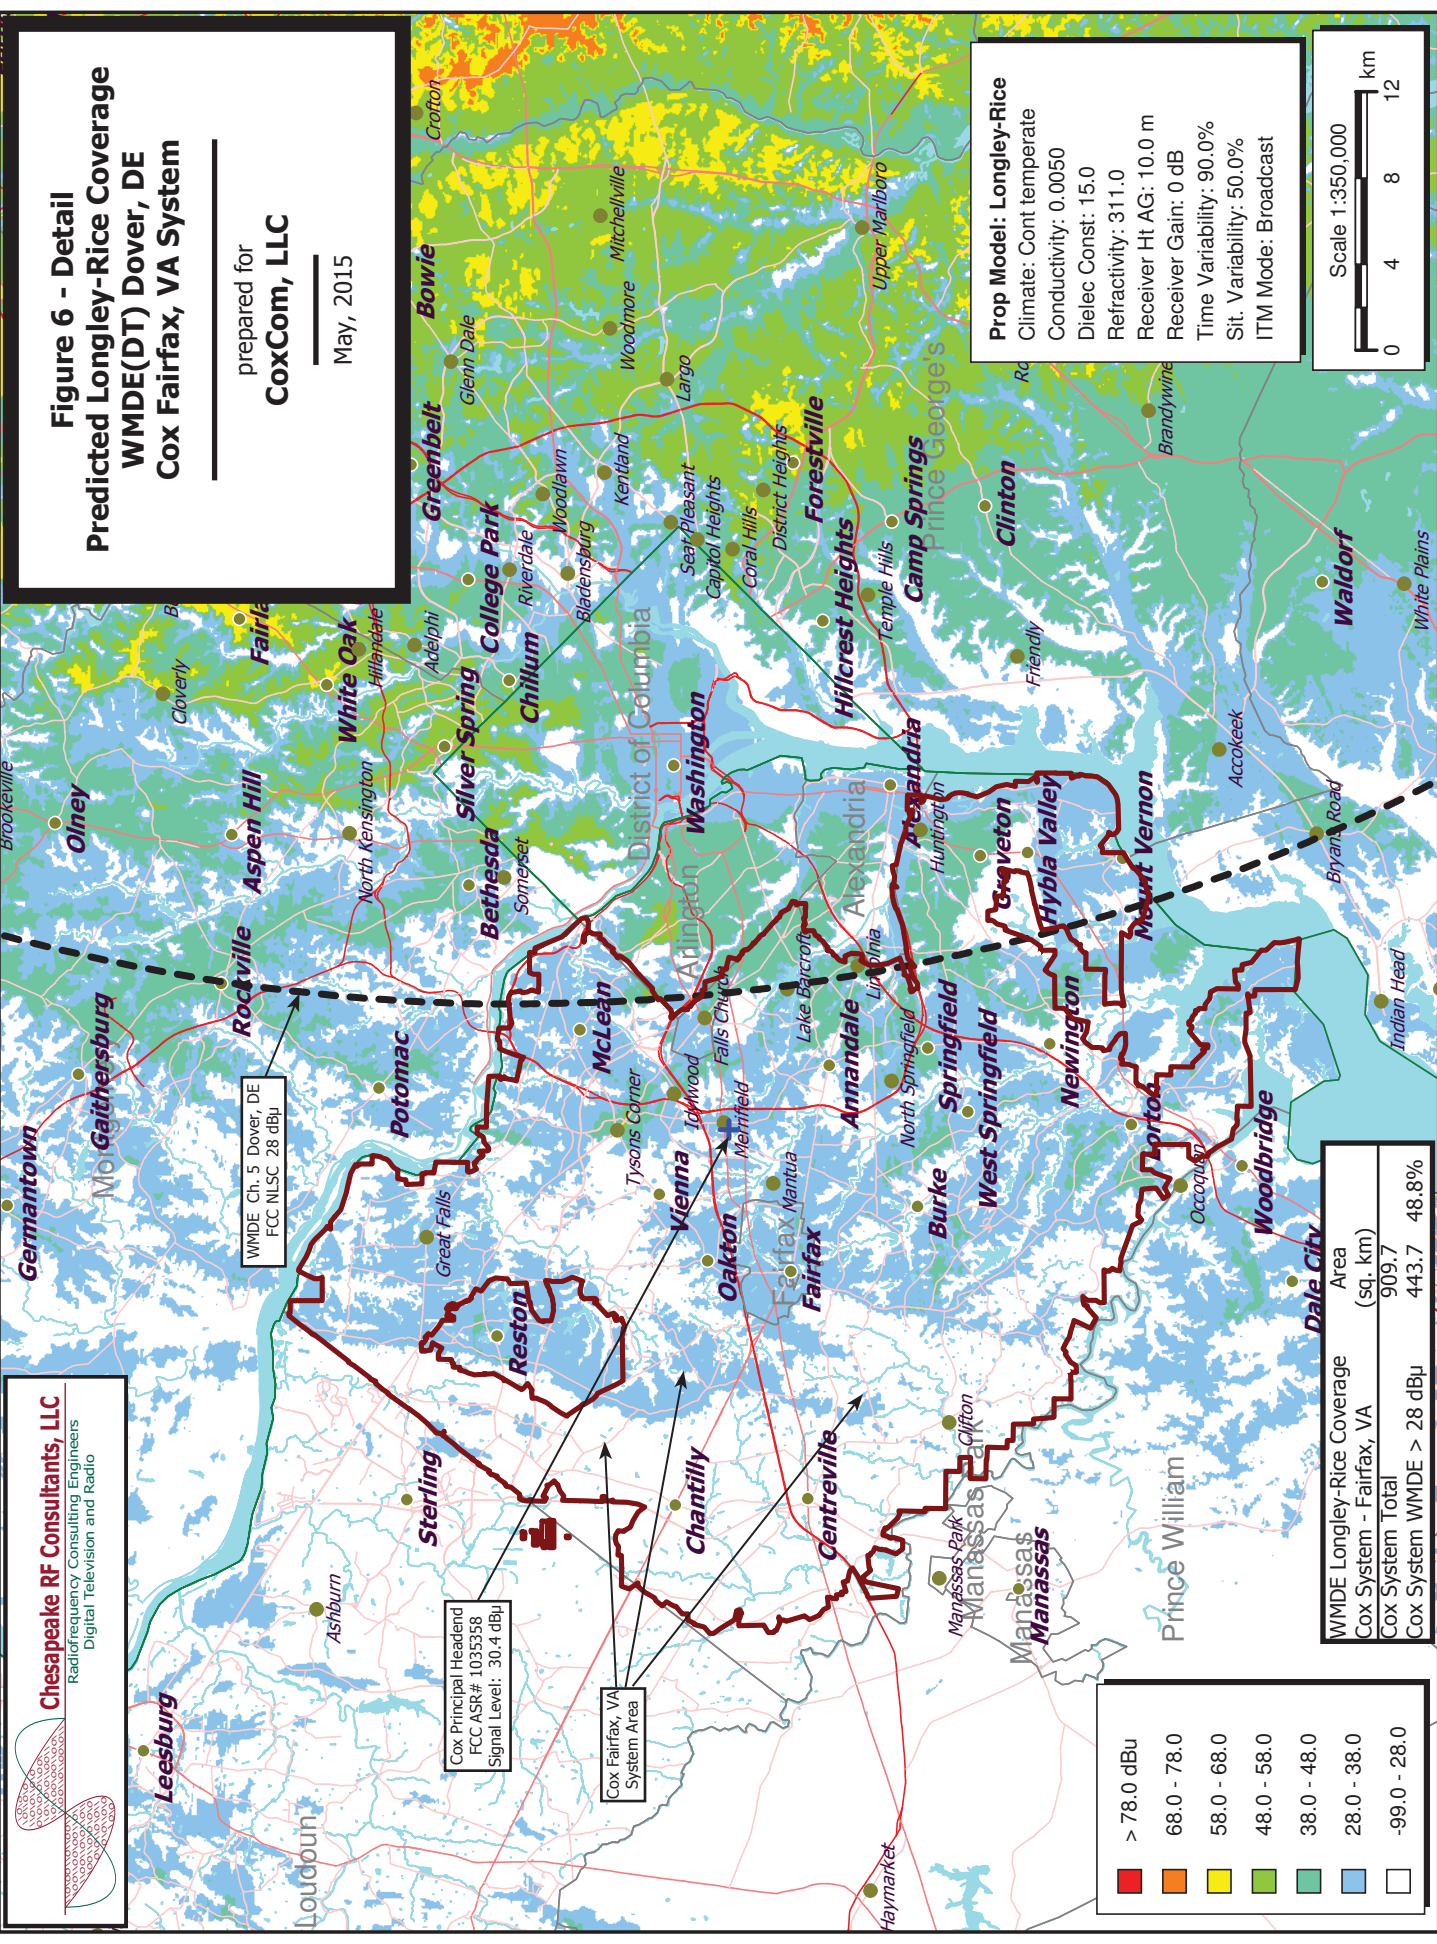 Chesapeake RF Consultants, LLC
Radiofrequency Consulting Engineers
Digital Television and Radio
Figure 6 - Detail
Predicted Longley-Rice Coverage
WMDE(DT) Dover, DE
Cox Fairfax, VA System
prepared for
CoxCom, LLC
May, 2015
WMDE Ch. 5 Dover, DE
FCC NLSC 28 dBµ
Cox Principal Headend
FCC ASR# 1035358
Signal Level: 30.4 dBµ
Cox Fairfax, VA
System Area
Leesburg
Loudoun
Ashburn
Sterling
Germantown
Gaithersburg
Rockville
Potomac
Olney
Brookeville
Aspen Hill
North Kensington
Cloverly
White Oak
Hillandale
Adelphi
Silver Spring
Bethesda
Somerset
Chillum
College Park
Riverdale
Bladensburg
Woodlawn
Kentland
Greenbelt
Glenn Dale
Bowie
Crofton
Mitchellville
Woodmore
Largo
Seat Pleasant
Capitol Heights
Coral Hills
District Heights
Forestville
Upper Marlboro
Hillcrest Heights
Temple Hills
Camp Springs
Prince George's
Clinton
Friendly
Brandywine
Waldorf
White Plains
Accokeek
Bryans Road
Indian Head
District of Columbia
Washington
Arlington
Alexandria
Alexandria
Huntington
Groveton
Hybla Valley
Mount Vernon
Great Falls
Reston
McLean
Tysons Corner
Idylwood
Falls Church
Merrifield
Lake Barcroft
Lincolnia
Annandale
Vienna
Oakton
Mantua
Fairfax
Fairfax
North Springfield
Springfield
West Springfield
Newington
Burke
Lorton
Occoquan
Woodbridge
Dale City
Chantilly
Centreville
Clifton
Manassas Park
Manassas Park
Manassas
Manassas
Prince William
Haymarket
> 78.0 dBu
68.0 - 78.0
58.0 - 68.0
48.0 - 58.0
38.0 - 48.0
28.0 - 38.0
-99.0 - 28.0
WMDE Longley-Rice Coverage Area
Cox System - Fairfax, VA (sq. km)
Cox System Total 909.7
Cox System WMDE > 28 dBµ 443.7 48.8%
Prop Model: Longley-Rice
Climate: Cont temperate
Conductivity: 0.0050
Dielec Const: 15.0
Refractivity: 311.0
Receiver Ht AG: 10.0 m
Receiver Gain: 0 dB
Time Variability: 90.0%
Sit. Variability: 50.0%
ITM Mode: Broadcast
Scale 1:350,000
0 4 8 12
km